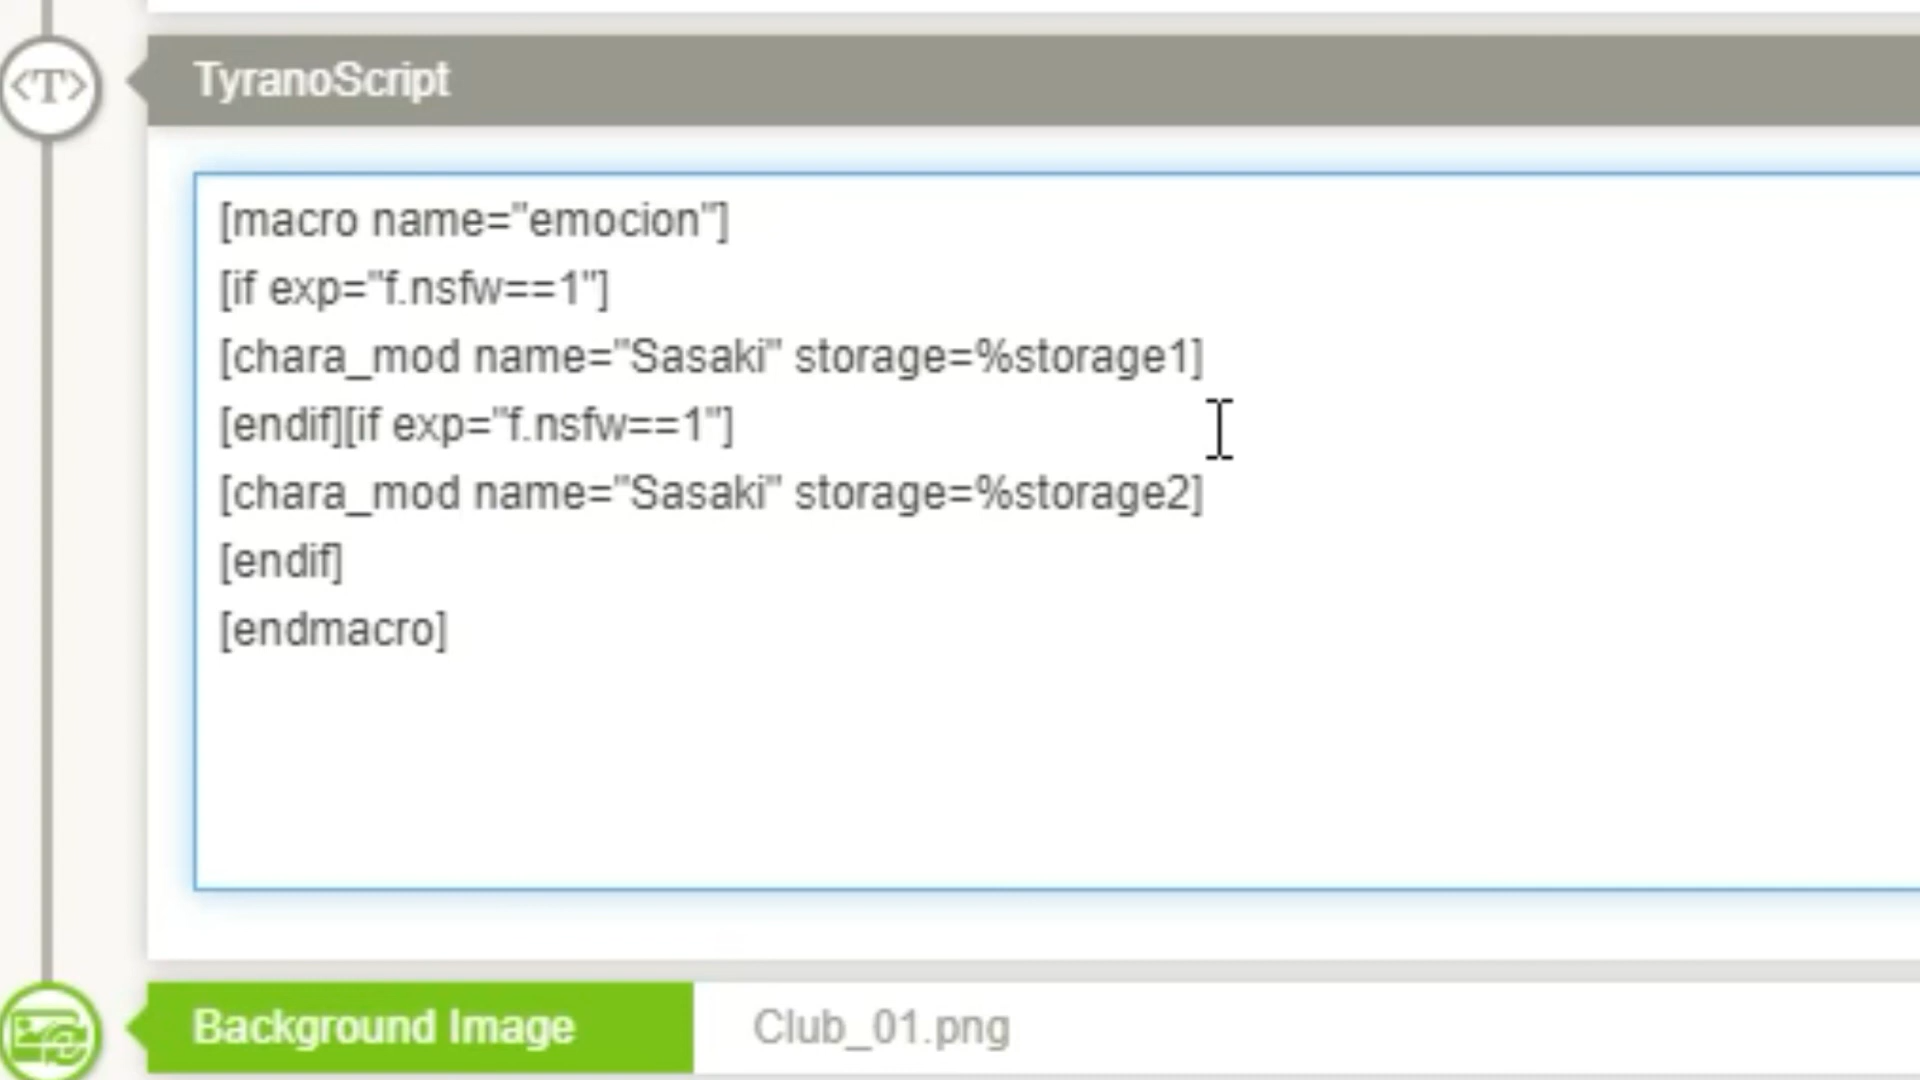 <T>
TyranoScript
[macro name="emocion"]
[if exp="f.nsfw==1"]
[chara_mod name="Sasaki" storage=%storage1]
[endif][if exp="f.nsfw==1"]
[chara_mod name="Sasaki" storage=%storage2]
[endif]
[endmacro]
Background Image Club_01.png